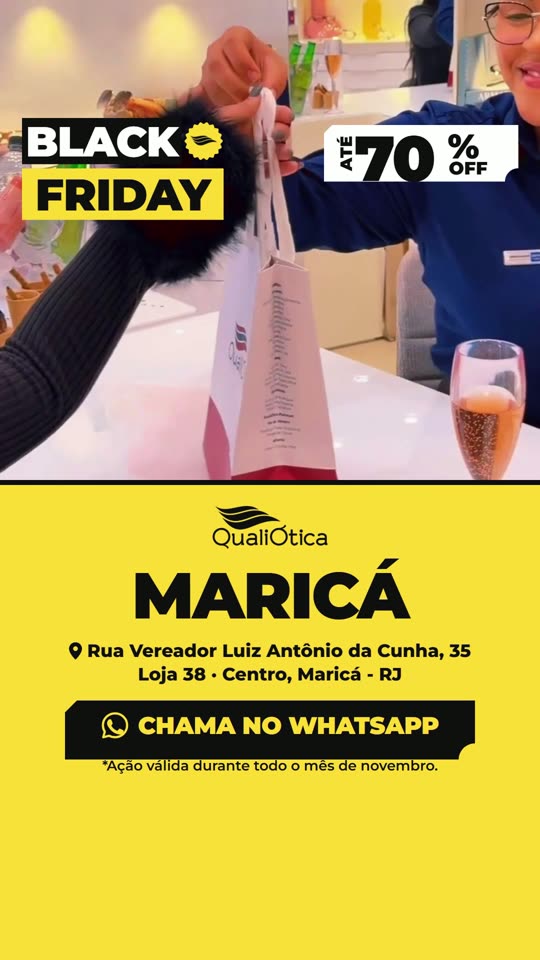 BLACK
FRIDAY
ATÉ 70% OFF
QualiÓtica
MARICÁ
Rua Vereador Luiz Antônio da Cunha, 35
Loja 38 • Centro, Maricá - RJ
CHAMA NO WHATSAPP
*Ação válida durante todo o mês de novembro.